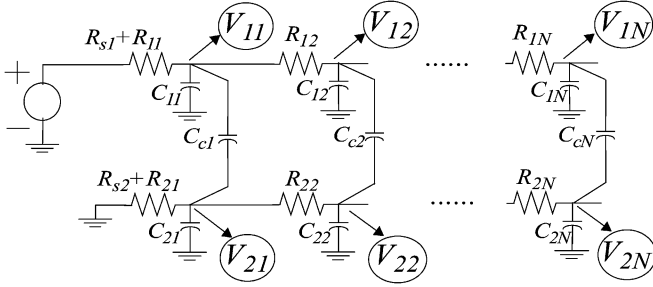 V11 V12 V1N
Rs1+R11 R12 R1N
+
......
C11 C12 C1N
−
Cc1 Cc2 CcN
Rs2+R21 R22 R2N
......
C21 C22 C2N
V21 V22 V2N